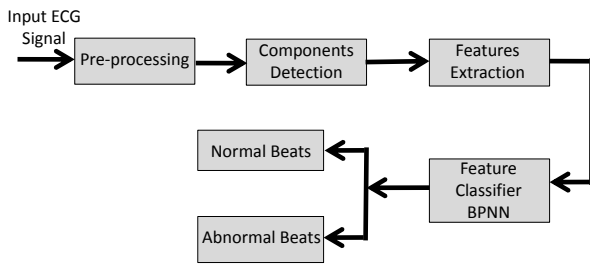 Input ECG
Signal
Pre-processing
Components
Detection
Features
Extraction
Normal Beats
Feature
Classifier
BPNN
Abnormal Beats